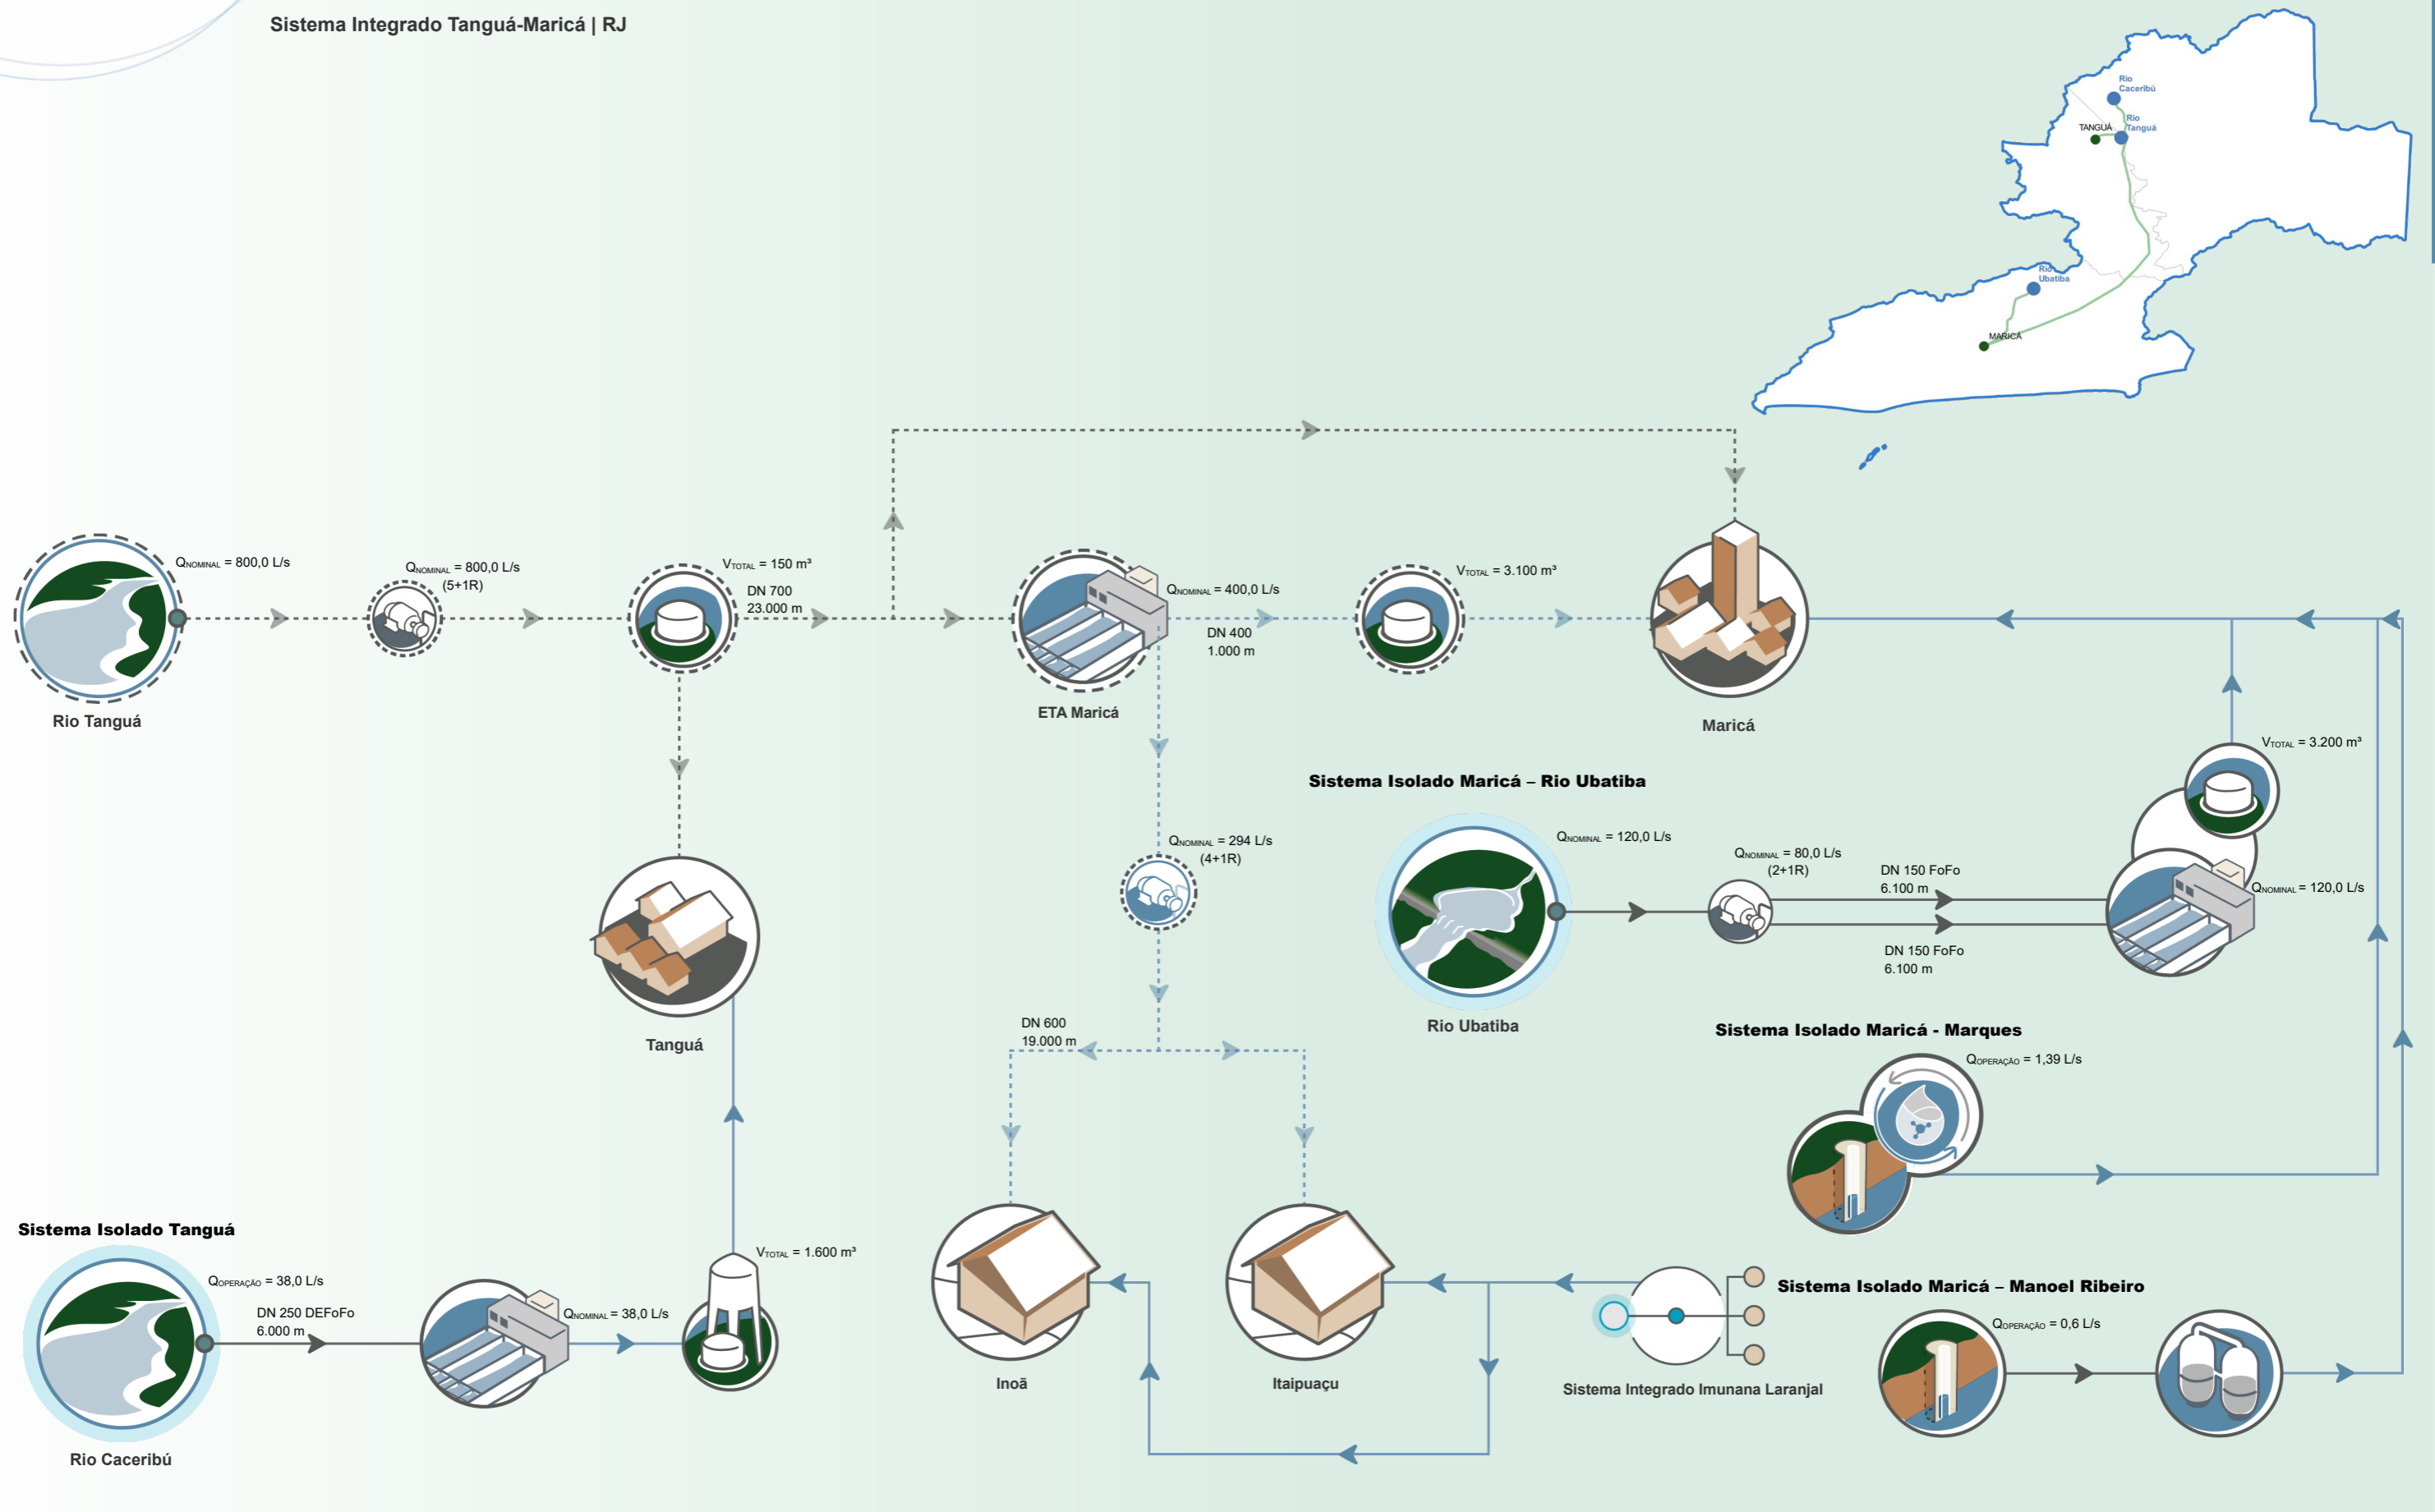 Sistema Integrado Tanguá-Maricá | RJ
Rio
Caceribú
Rio
Tanguá
TANGUÁ
Rio
Ubatiba
MARICÁ
QNOMINAL = 800,0 L/s
QNOMINAL = 800,0 L/s
(5+1R)
VTOTAL = 150 m³
DN 700
23.000 m
QNOMINAL = 400,0 L/s
DN 400
1.000 m
VTOTAL = 3.100 m³
Rio Tanguá
ETA Maricá
Maricá
VTOTAL = 3.200 m³
Sistema Isolado Maricá – Rio Ubatiba
QNOMINAL = 294 L/s
(4+1R)
QNOMINAL = 120,0 L/s
QNOMINAL = 80,0 L/s
(2+1R)
DN 150 FoFo
6.100 m
QNOMINAL = 120,0 L/s
DN 150 FoFo
6.100 m
Rio Ubatiba
Tanguá
DN 600
19.000 m
Sistema Isolado Maricá - Marques
QOPERAÇÃO = 1,39 L/s
Sistema Isolado Tanguá
QOPERAÇÃO = 38,0 L/s
DN 250 DEFoFo
6.000 m
QNOMINAL = 38,0 L/s
VTOTAL = 1.600 m³
Sistema Isolado Maricá – Manoel Ribeiro
QOPERAÇÃO = 0,6 L/s
Inoã
Itaipuaçu
Sistema Integrado Imunana Laranjal
Rio Caceribú